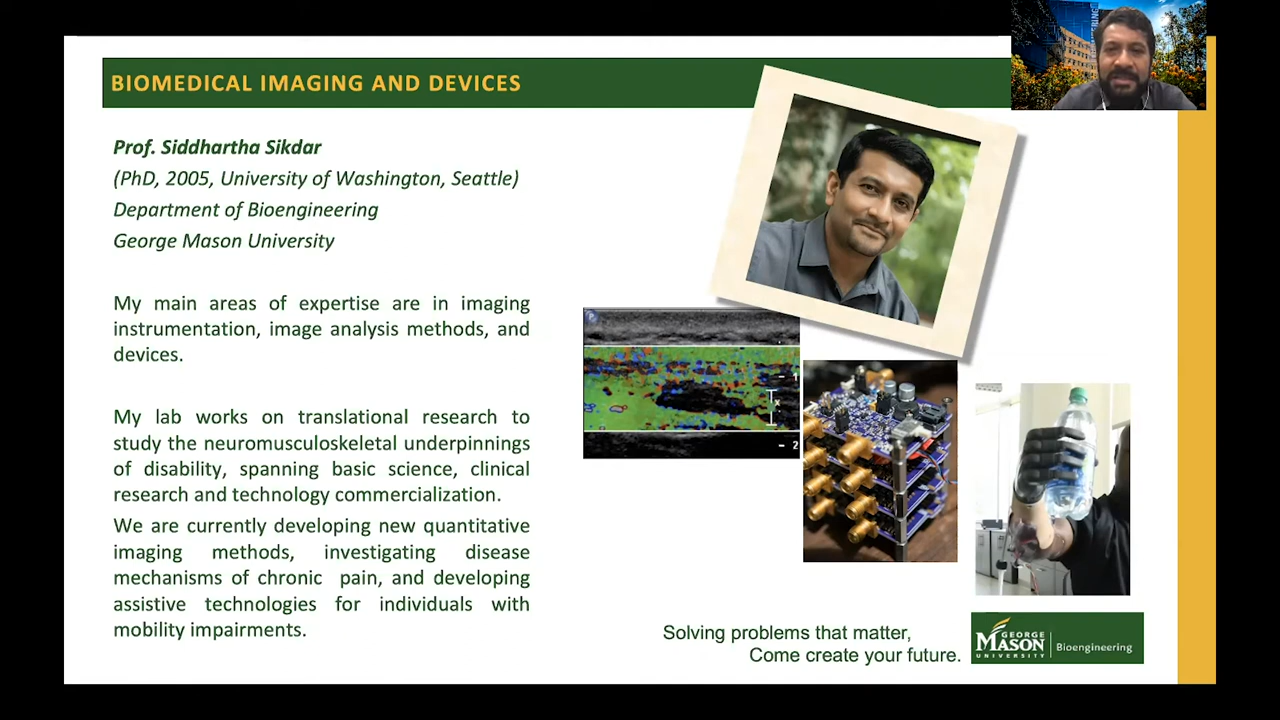 BIOMEDICAL IMAGING AND DEVICES
Prof. Siddhartha Sikdar
(PhD, 2005, University of Washington, Seattle)
Department of Bioengineering
George Mason University
My main areas of expertise are in imaging
instrumentation, image analysis methods, and
devices.
My lab works on translational research to
study the neuromusculoskeletal underpinnings
of disability, spanning basic science, clinical
research and technology commercialization.
We are currently developing new quantitative
imaging methods, investigating disease
mechanisms of chronic pain, and developing
assistive technologies for individuals with
mobility impairments.
P
x
2
Solving problems that matter,
Come create your future.
GEORGE
MASON
UNIVERSITY
Bioengineering